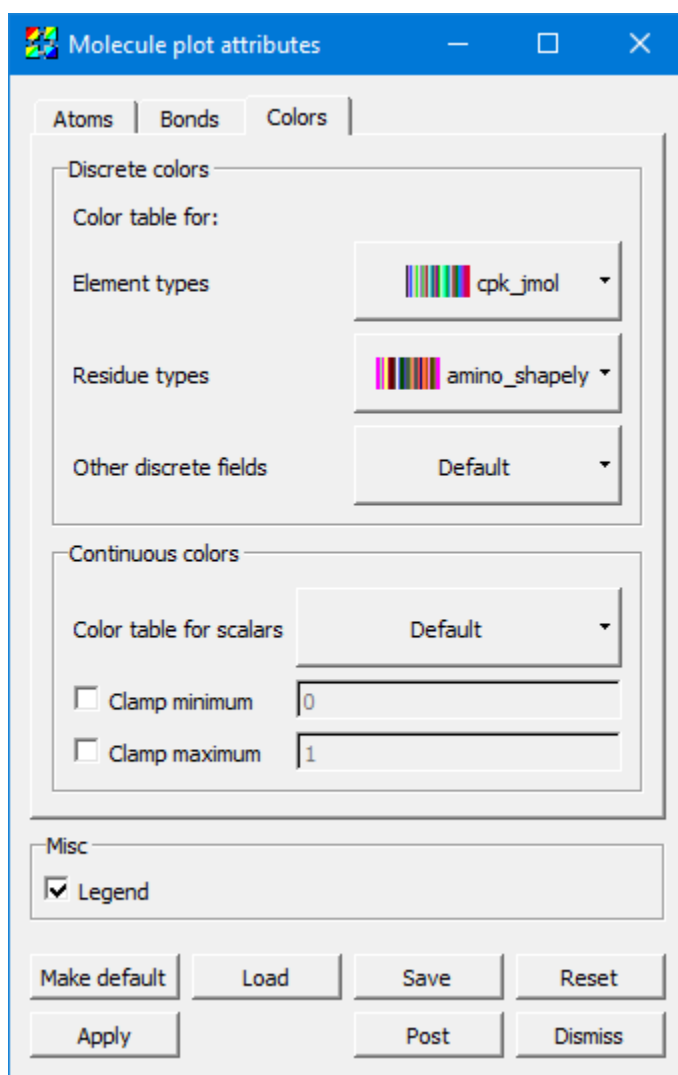 Molecule plot attributes
Atoms Bonds Colors
Discrete colors
Color table for:
Element types cpk_jmol
Residue types amino_shapely
Other discrete fields Default
Continuous colors
Color table for scalars Default
Clamp minimum 0
Clamp maximum 1
Misc
Legend
Make default Load Save Reset
Apply Post Dismiss